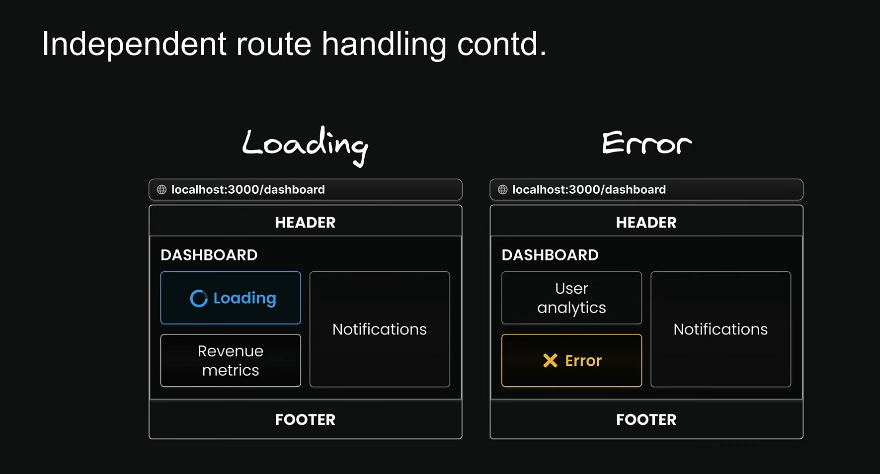 Independent route handling contd.
Loading
localhost:3000/dashboard
HEADER
DASHBOARD
Loading
Revenue
metrics
Notifications
FOOTER
Error
localhost:3000/dashboard
HEADER
DASHBOARD
User
analytics
Error
Notifications
FOOTER